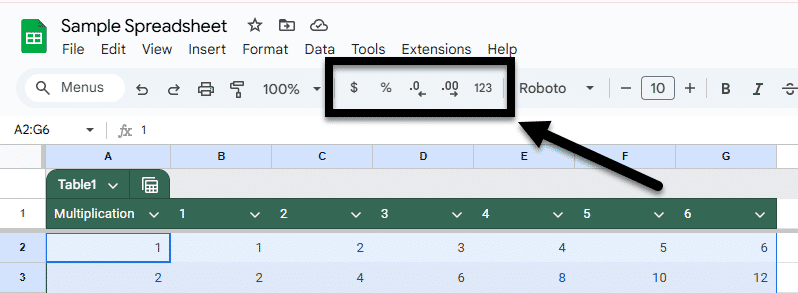 Sample Spreadsheet
File Edit View Insert Format Data Tools Extensions Help
Menus 100% $ % .0 .00 123 Roboto 10 B I S
A2:G6 fx 1
A B C D E F G
Table1
1 Multiplication 1 2 3 4 5 6
2 1 1 2 3 4 5 6
3 2 2 4 6 8 10 12